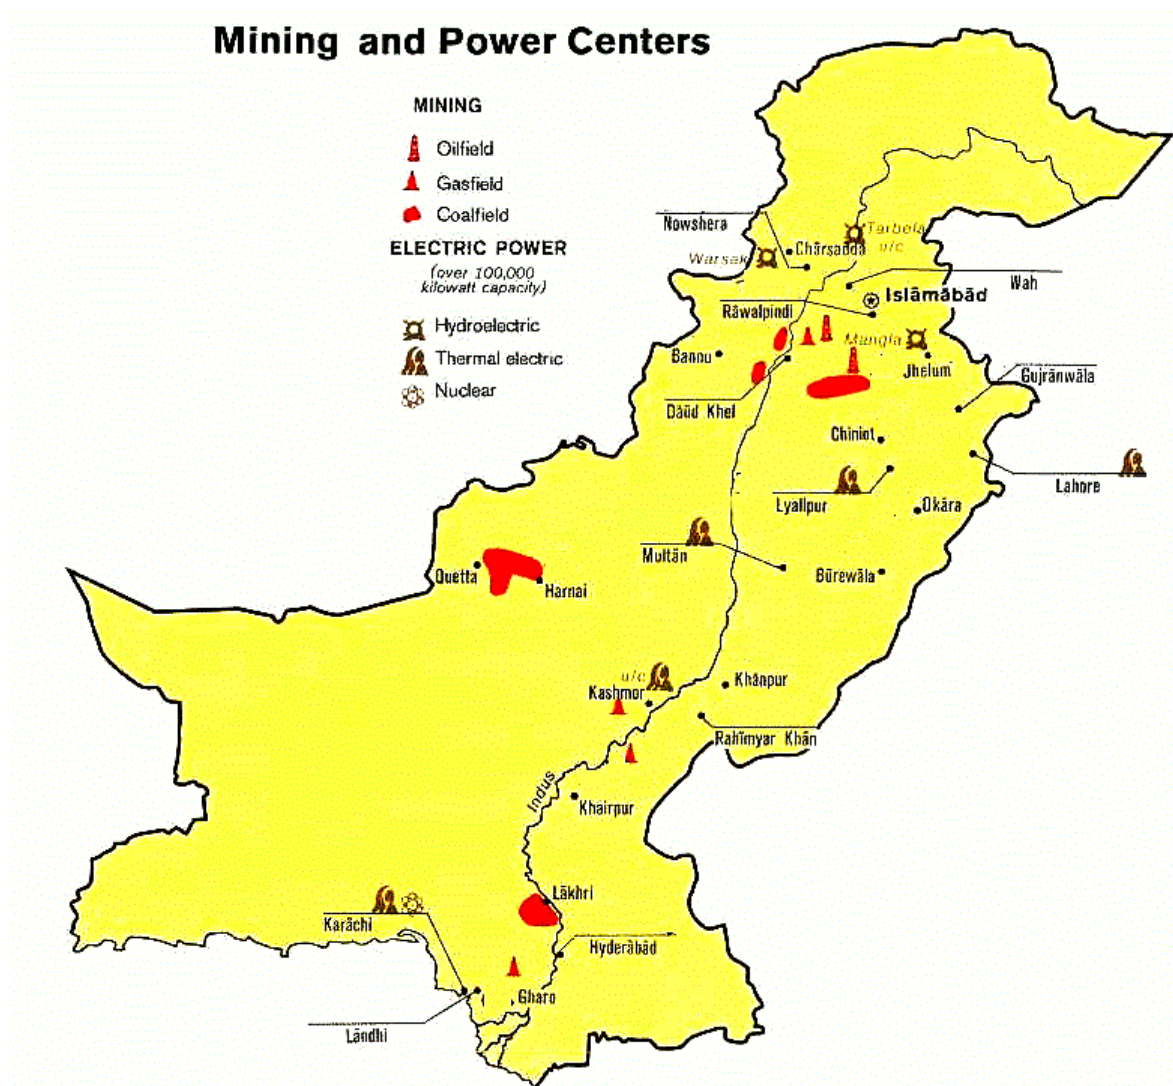 Mining and Power Centers
MINING
Oilfield
Gasfield
Coalfield
ELECTRIC POWER
(over 100,000
kilowatt capacity)
Hydroelectric
Thermal electric
Nuclear
Nowshera
Tarbela
u/c
Chārsadda
Warsak
Wah
Islāmābād
Rāwalpindi
Mangla
Bannu
Jhelum
Gujrānwāla
Dāūd Khel
Chiniot
Lahore
Lyallpur
Okāra
Multān
Būrewāla
Quetta
Harnai
u/c
Kashmor
Khānpur
Rahīmyar Khān
Indus
Khairpur
Lākhri
Karāchi
Hyderābād
Gharo
Lāndhi